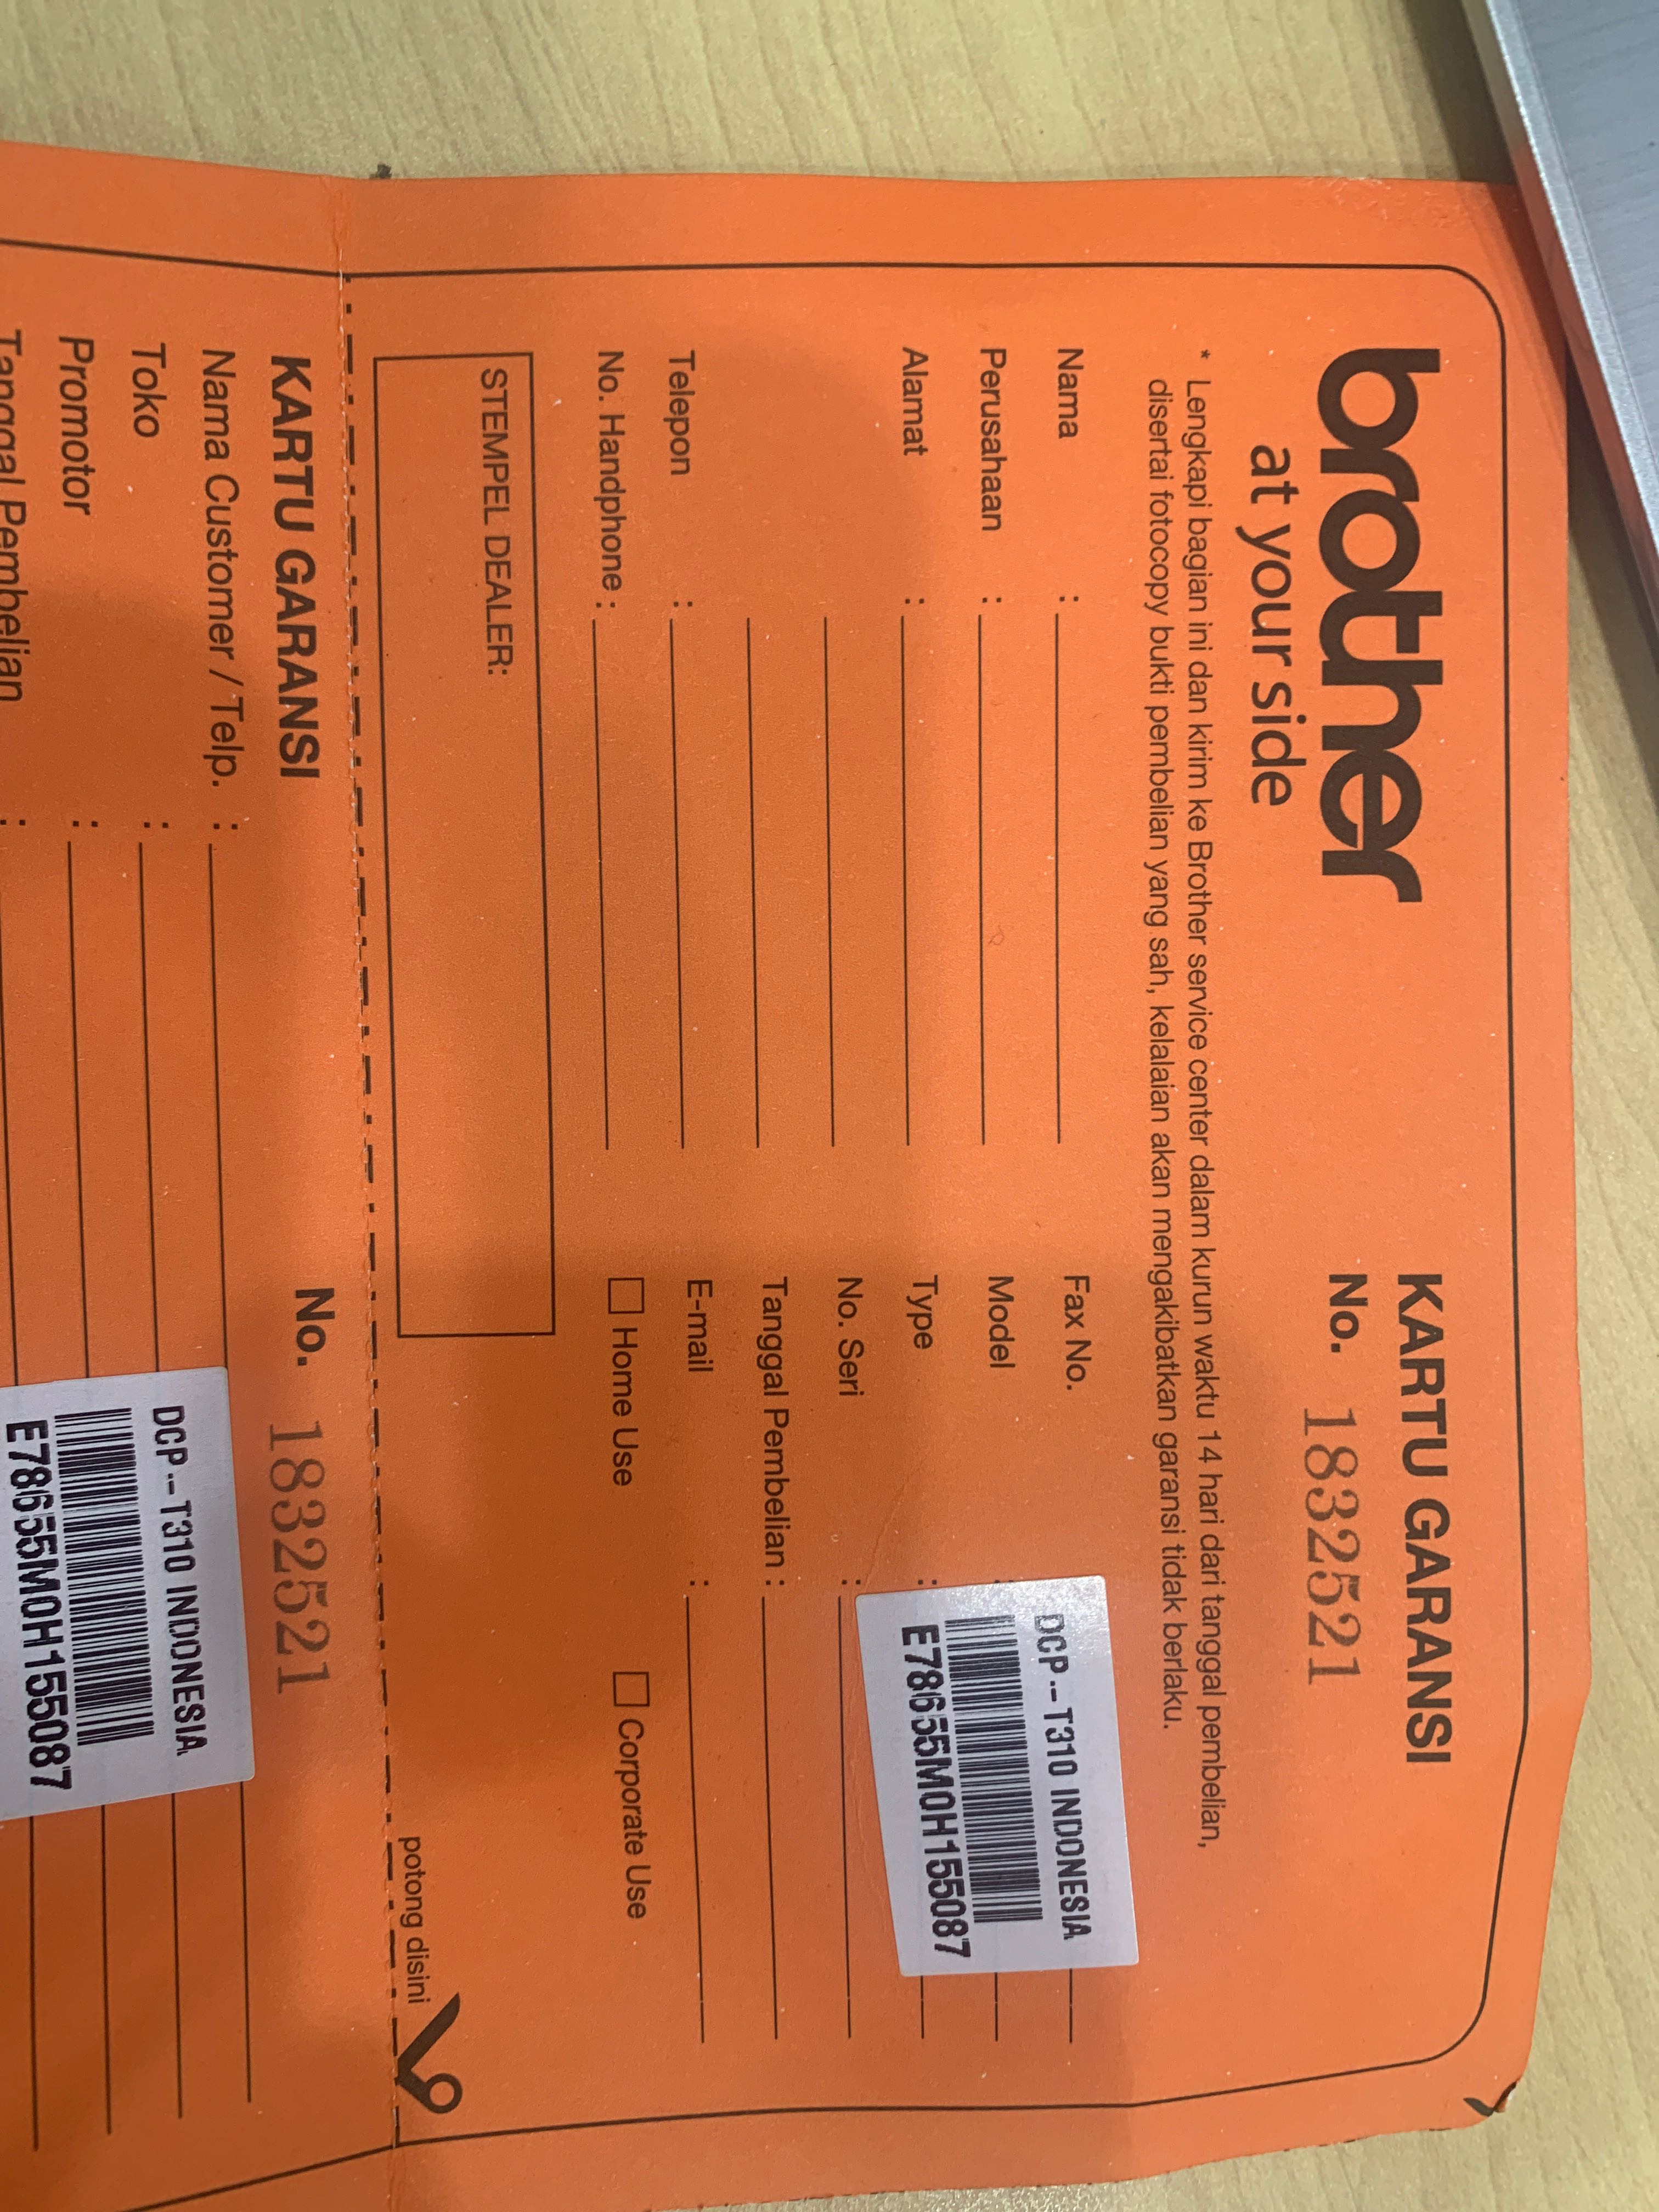 brother
at your side
KARTU GARANSI
No. 1832521
* Lengkapi bagian ini dan kirim ke Brother service center dalam kurun waktu 14 hari dari tanggal pembelian,
disertai fotocopy bukti pembelian yang sah, kelalaian akan mengakibatkan garansi tidak berlaku.
Nama :
Perusahaan :
Alamat :
Telepon :
No. Handphone :
Fax No.
Model :
Type :
No. Seri :
Tanggal Pembelian :
E-mail :
Home Use
Corporate Use
DCP--T310 INDONESIA
E78655M0H155087
STEMPEL DEALER:
potong disini
KARTU GARANSI
No. 1832521
Nama Customer / Telp. :
Toko :
Promotor :
Tanggal Pembelian :
DCP--T310 INDONESIA
E78655M0H155087